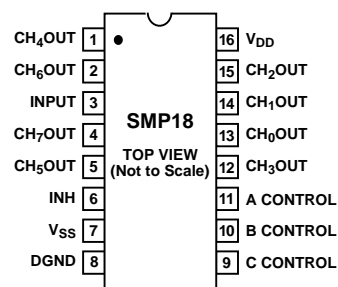 CH4OUT 1 16 VDD
CH6OUT 2 15 CH2OUT
INPUT 3 14 CH1OUT
SMP18
CH7OUT 4 13 CH0OUT
TOP VIEW
CH5OUT 5 (Not to Scale) 12 CH3OUT
INH 6 11 A CONTROL
VSS 7 10 B CONTROL
DGND 8 9 C CONTROL